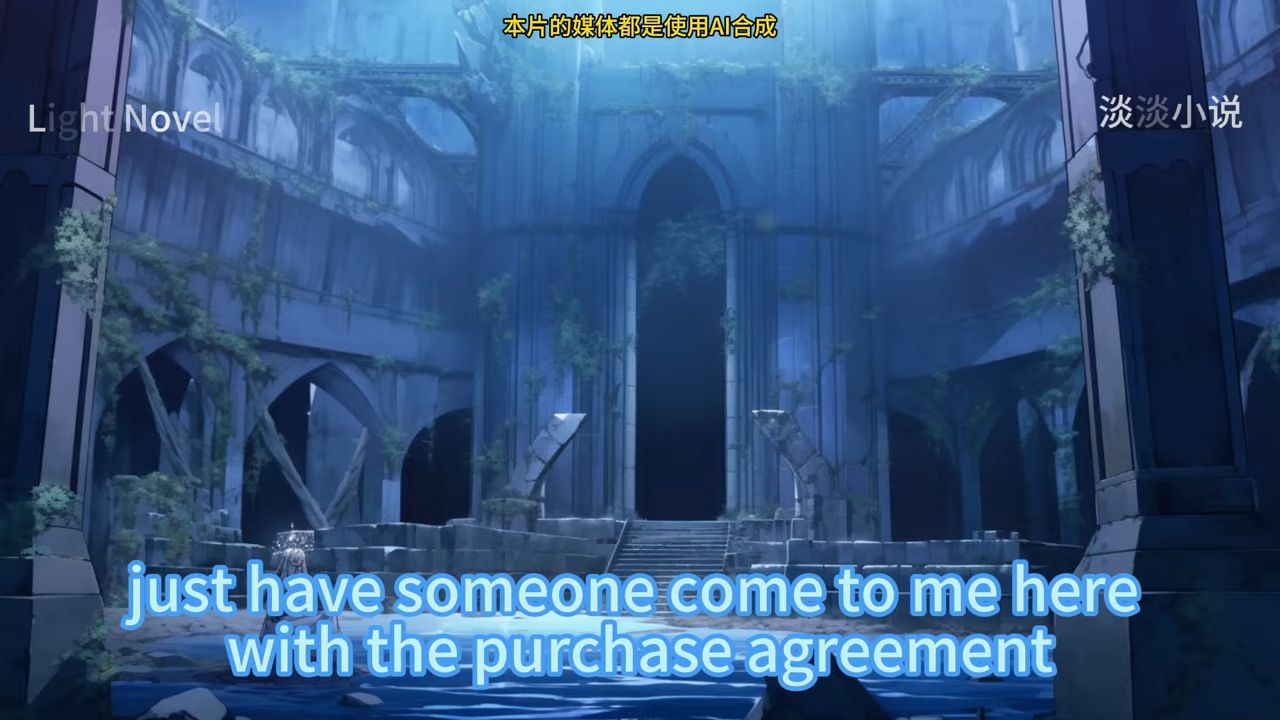 本片的媒体都是使用AI合成
Light Novel
淡淡小说
just have someone come to me here
with the purchase agreement